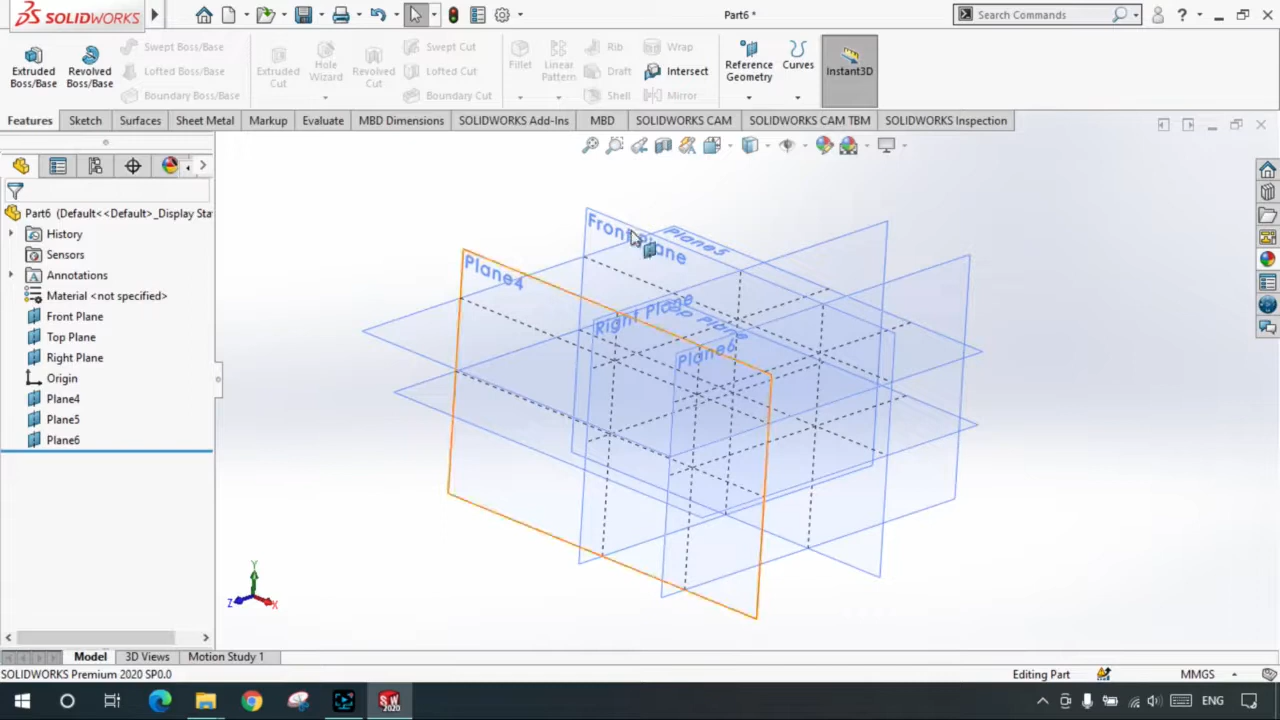 SOLIDWORKS
Part6 *
Search Commands
Extruded Boss/Base
Revolved Boss/Base
Swept Boss/Base
Lofted Boss/Base
Boundary Boss/Base
Extruded Cut
Hole Wizard
Revolved Cut
Swept Cut
Lofted Cut
Boundary Cut
Fillet
Linear Pattern
Rib
Draft
Shell
Wrap
Intersect
Mirror
Reference Geometry
Curves
Instant3D
Features
Sketch
Surfaces
Sheet Metal
Markup
Evaluate
MBD Dimensions
SOLIDWORKS Add-Ins
MBD
SOLIDWORKS CAM
SOLIDWORKS CAM TBM
SOLIDWORKS Inspection
Part6 (Default<<Default>_Display Sta
History
Sensors
Annotations
Material <not specified>
Front Plane
Top Plane
Right Plane
Origin
Plane4
Plane5
Plane6
Front Plane
Plane5
Plane4
Right Plane
Top Plane
Plane6
Y
Z
X
Model
3D Views
Motion Study 1
SOLIDWORKS Premium 2020 SP0.0
Editing Part
MMGS
SW
2020
ENG